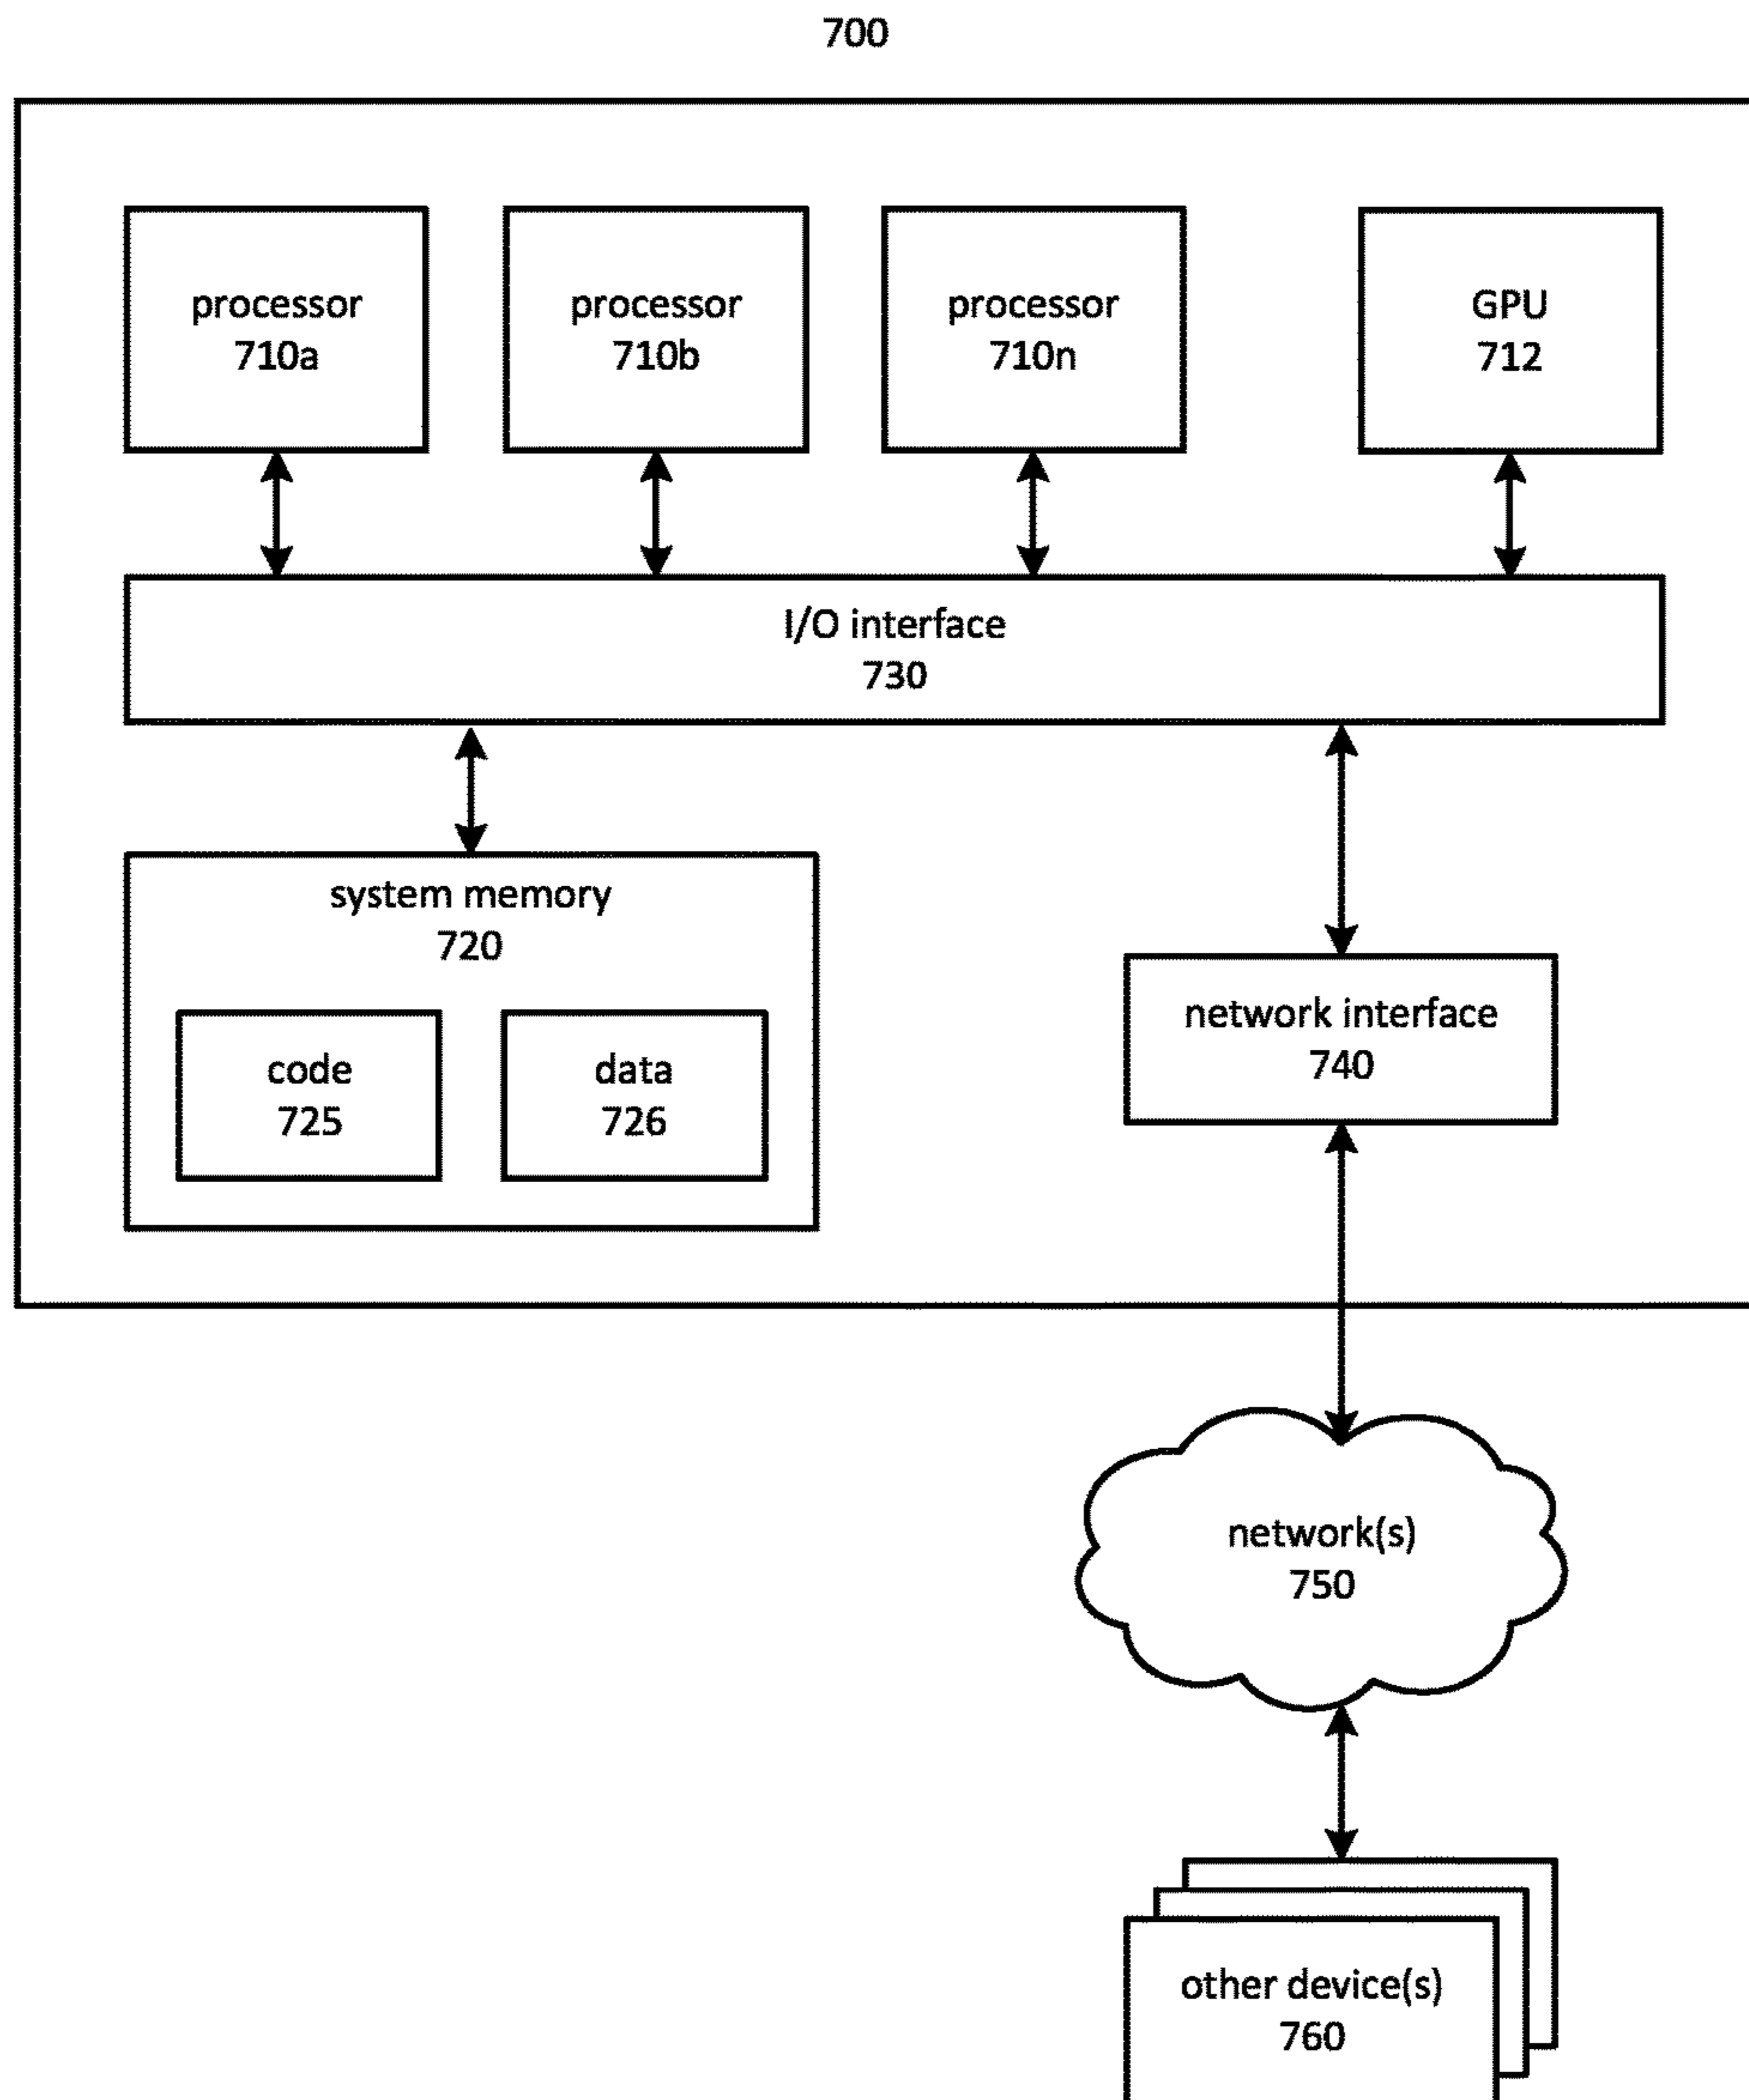 700
processor
710a
processor
710b
processor
710n
GPU
712
I/O interface
730
system memory
720
code
725
data
726
network interface
740
network(s)
750
other device(s)
760